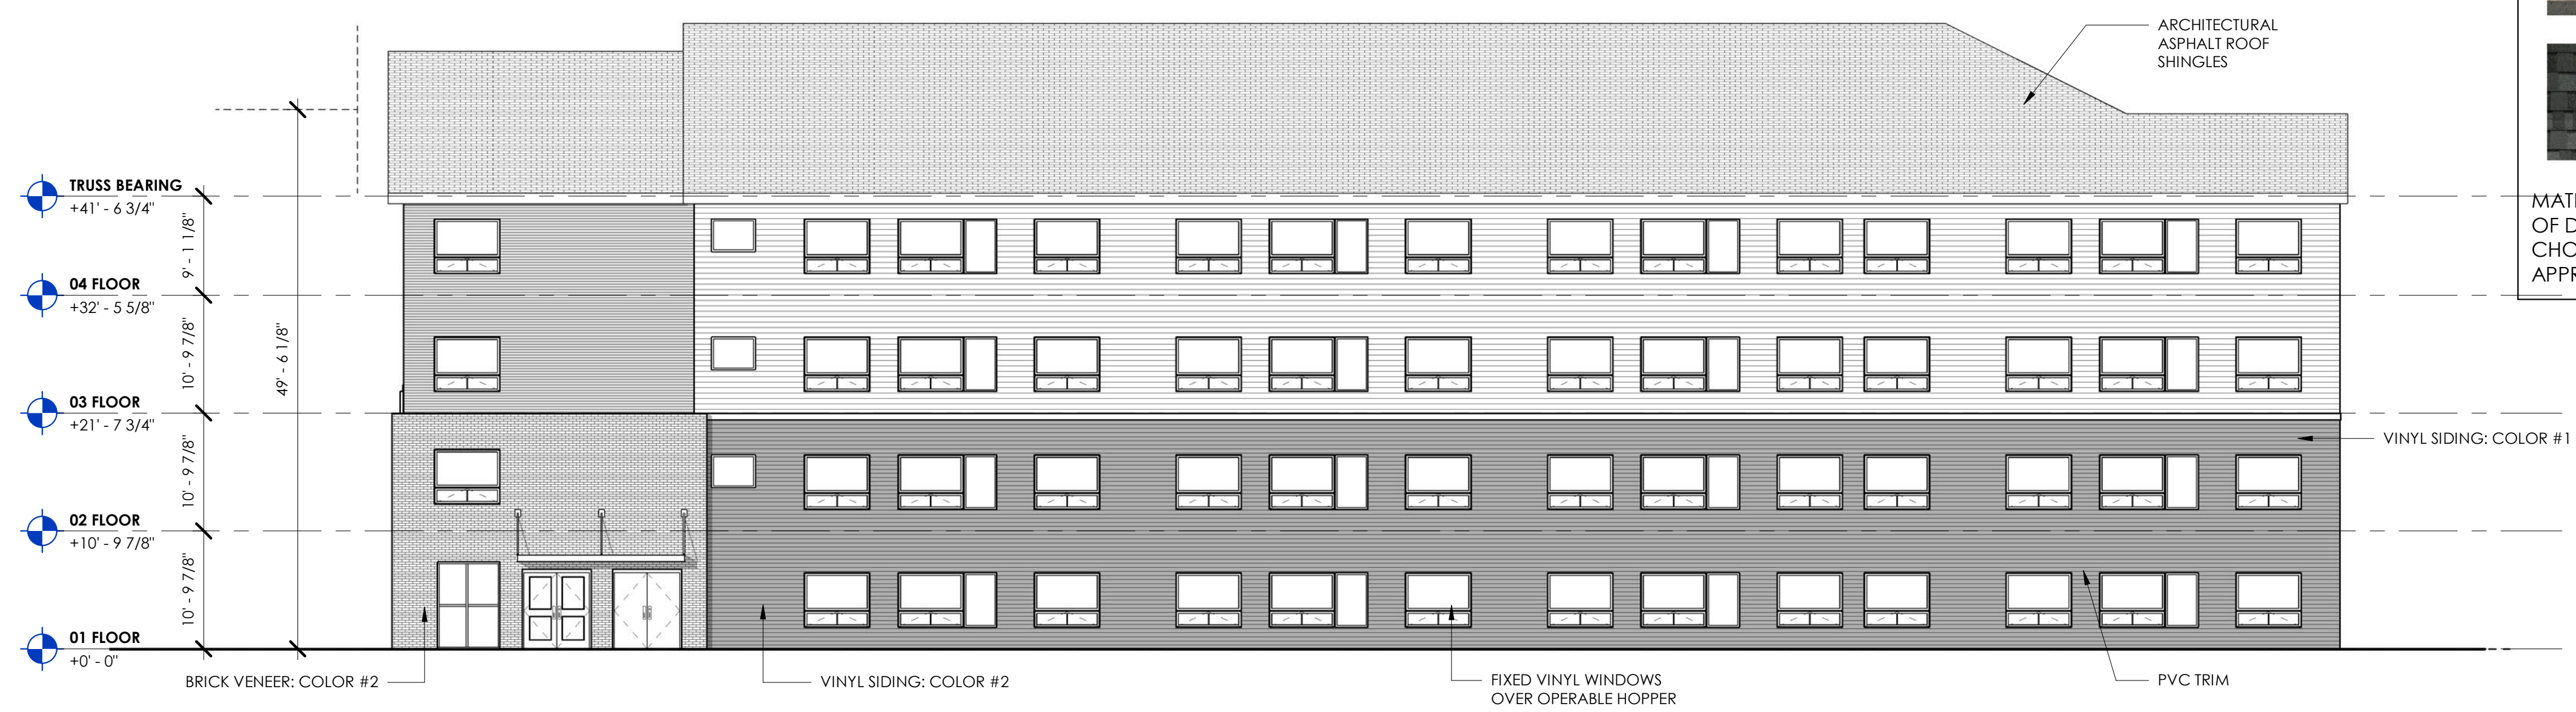 ARCHITECTURAL
ASPHALT ROOF
SHINGLES
TRUSS BEARING
+41' - 6 3/4"
9' - 1 1/8"
04 FLOOR
+32' - 5 5/8"
10' - 9 7/8"
49' - 6 1/8"
03 FLOOR
+21' - 7 3/4"
10' - 9 7/8"
02 FLOOR
+10' - 9 7/8"
10' - 9 7/8"
01 FLOOR
+0' - 0"
BRICK VENEER: COLOR #2
VINYL SIDING: COLOR #2
FIXED VINYL WINDOWS
OVER OPERABLE HOPPER
PVC TRIM
VINYL SIDING: COLOR #1
OF D
CHO
APPR